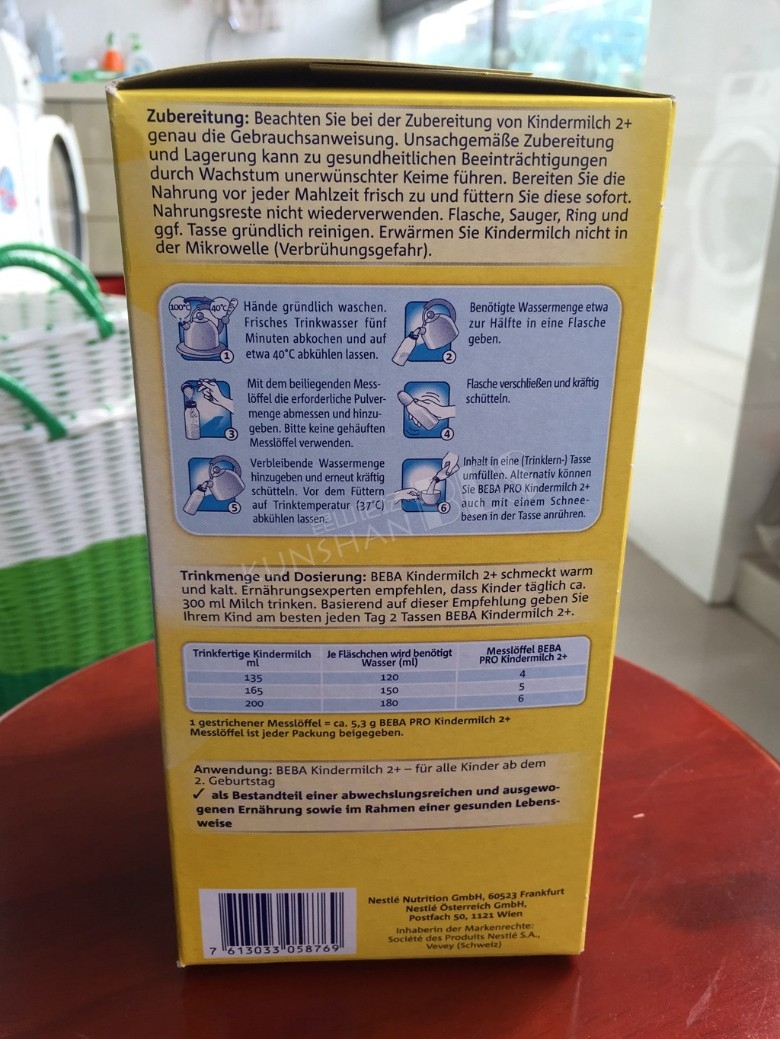 Zubereitung: Beachten Sie bei der Zubereitung von Kindermilch 2+
genau die Gebrauchsanweisung. Unsachgemäße Zubereitung
und Lagerung kann zu gesundheitlichen Beeinträchtigungen
durch Wachstum unerwünschter Keime führen. Bereiten Sie die
Nahrung vor jeder Mahlzeit frisch zu und füttern Sie diese sofort.
Nahrungsreste nicht wiederverwenden. Flasche, Sauger, Ring und
ggf. Tasse gründlich reinigen. Erwärmen Sie Kindermilch nicht in
der Mikrowelle (Verbrühungsgefahr).
100°C 40°C
1
Hände gründlich waschen.
Frisches Trinkwasser fünf
Minuten abkochen und auf
etwa 40°C abkühlen lassen.
2
Benötigte Wassermenge etwa
zur Hälfte in eine Flasche
geben.
3
Mit dem beiliegenden Mess-
löffel die erforderliche Pulver-
menge abmessen und hinzu-
geben. Bitte keine gehäuften
Messlöffel verwenden.
4
Flasche verschließen und kräftig
schütteln.
5
Verbleibende Wassermenge
hinzugeben und erneut kräftig
schütteln. Vor dem Füttern
auf Trinktemperatur (37°C)
abkühlen lassen.
6
Inhalt in eine (Trinklern-) Tasse
umfüllen. Alternativ können
Sie BEBA PRO Kindermilch 2+
auch mit einem Schnee-
besen in der Tasse anrühren.
KUNSHAN
Trinkmenge und Dosierung: BEBA Kindermilch 2+ schmeckt warm
und kalt. Ernährungsexperten empfehlen, dass Kinder täglich ca.
300 ml Milch trinken. Basierend auf dieser Empfehlung geben Sie
Ihrem Kind am besten jeden Tag 2 Tassen BEBA Kindermilch 2+.
Trinkfertige Kindermilch ml Je Fläschchen wird benötigt Wasser (ml) Messlöffel BEBA PRO Kindermilch 2+
135 120 4
165 150 5
200 180 6
1 gestrichener Messlöffel = ca. 5,3 g BEBA PRO Kindermilch 2+
Messlöffel ist jeder Packung beigegeben.
Anwendung: BEBA Kindermilch 2+ – für alle Kinder ab dem
2. Geburtstag
✓ als Bestandteil einer abwechslungsreichen und ausgewo-
genen Ernährung sowie im Rahmen einer gesunden Lebens-
weise
7 613033 058769
Nestlé Nutrition GmbH, 60523 Frankfurt
Nestlé Österreich GmbH,
Postfach 50, 1121 Wien
Inhaberin der Markenrechte:
Société des Produits Nestlé S.A.,
Vevey (Schweiz)